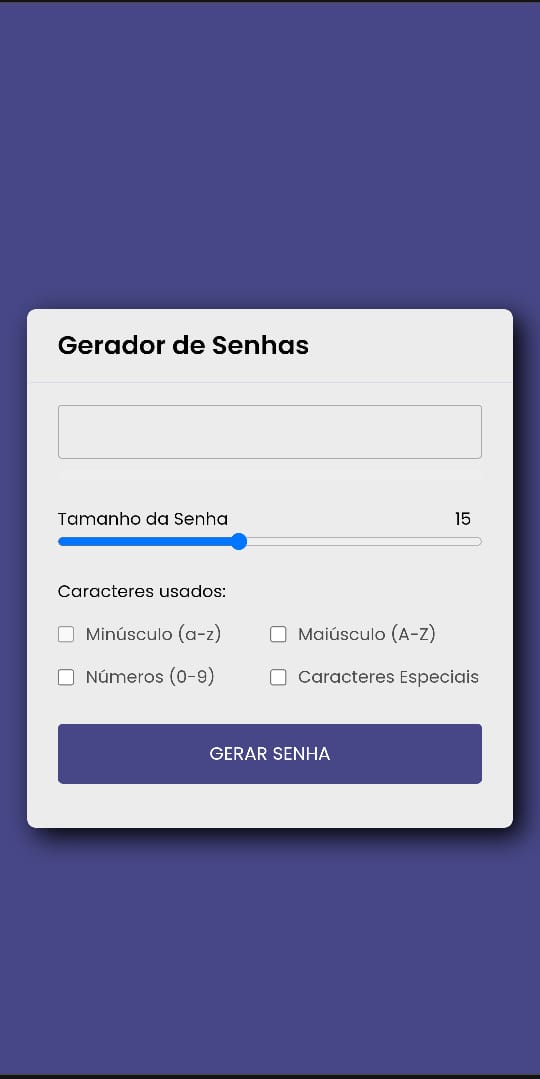 Gerador de Senhas
Tamanho da Senha 15
Caracteres usados:
Minúsculo (a-z) Maiúsculo (A-Z)
Números (0-9) Caracteres Especiais
GERAR SENHA